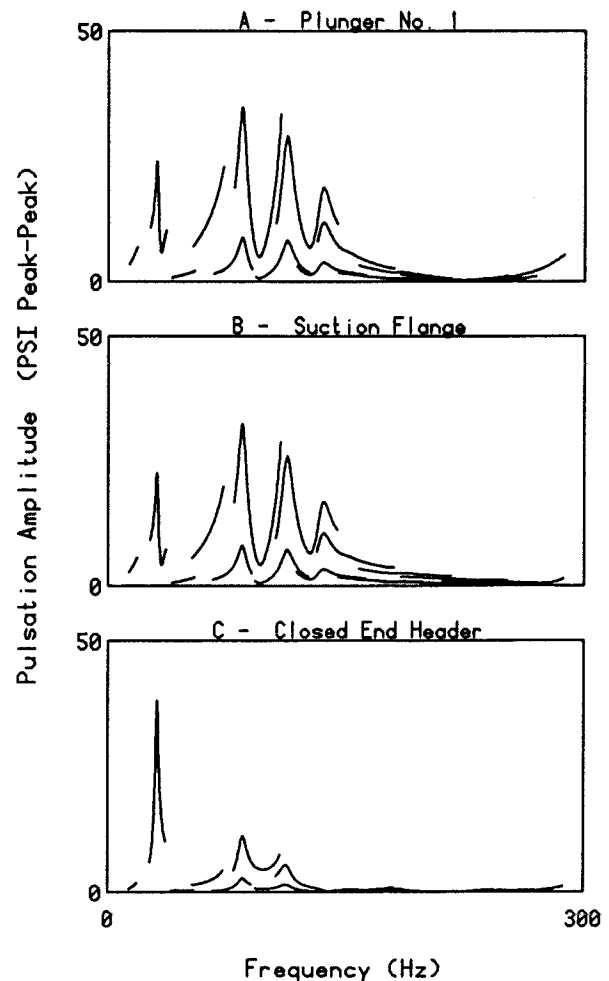 Pulsation Amplitude (PSI Peak-Peak)
A - Plunger No. 1
50
0
B - Suction Flange
50
0
C - Closed End Header
50
0
0
300
Frequency (Hz)